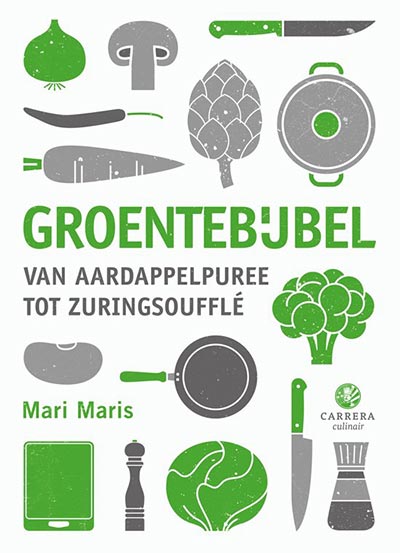 GROENTEBIJBEL
VAN AARDAPPELPUREE
TOT ZURINGSOUFFLÉ
Mari Maris
CARRERA
culinair